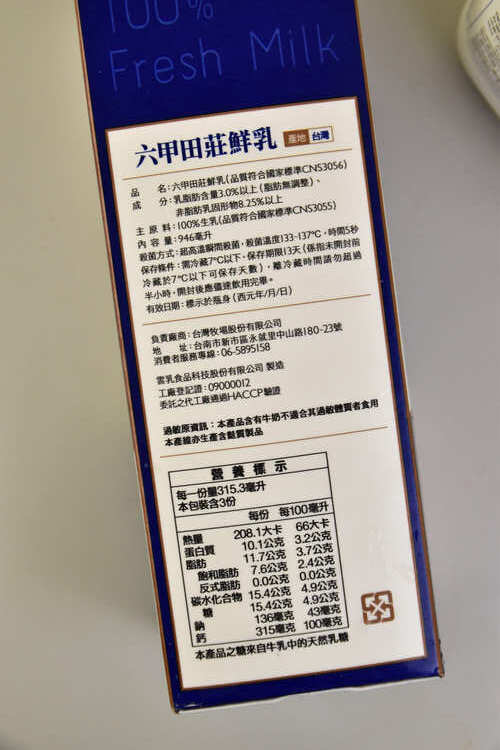 100%
Fresh Milk
六甲田莊鮮乳 產地 台灣
品 名:六甲田莊鮮乳(品質符合國家標準CNS3056)
成 分:乳脂肪含量3.0%以上(脂肪無調整)、
非脂肪乳固形物8.25%以上
主 原 料:100%生乳(品質符合國家標準CNS3055)
內 容 量:946毫升
殺菌方式:超高溫瞬間殺菌,殺菌溫度133~137℃,時間5秒
保存條件:需冷藏7℃以下,保存期限13天(係指未開封前
冷藏於7℃以下可保存天數),離冷藏時間請勿超過
半小時,開封後應儘速飲用完畢。
有效日期:標示於瓶身(西元年/月/日)
負責廠商:台灣牧場股份有限公司
地 址:台南市新市區永就里中山路180-23號
消費者服務專線:06-5895158
雲乳食品科技股份有限公司 製造
工廠登記證:09000012
委託之代工廠通過HACCP驗證
過敏原資訊:本產品含有牛奶不適合其過敏體質者食用
本產線亦生產含麩質製品
營養標示
每一份量315.3毫升
本包裝含3份
每份 每100毫升
熱量 208.1大卡 66大卡
蛋白質 10.1公克 3.2公克
脂肪 11.7公克 3.7公克
飽和脂肪 7.6公克 2.4公克
反式脂肪 0.0公克 0.0公克
碳水化合物 15.4公克 4.9公克
糖 15.4公克 4.9公克
鈉 136毫克 43毫克
鈣 315毫克 100毫克
本產品之糖來自牛乳中的天然乳糖